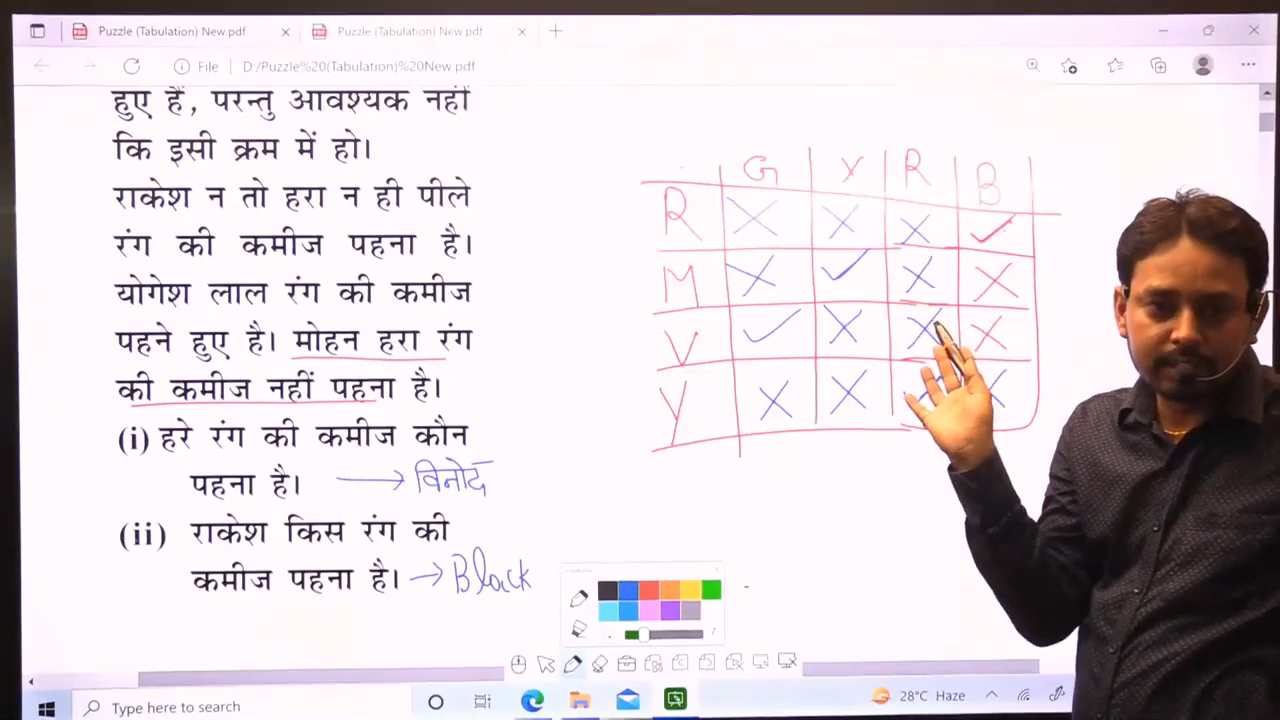 Puzzle (Tabulation) New.pdf
Puzzle (Tabulation) New.pdf
File D:/Puzzle%20(Tabulation)%20New.pdf
हुए हैं, परन्तु आवश्यक नहीं
कि इसी क्रम में हो।
राकेश न तो हरा न ही पीले
रंग की कमीज पहना है।
योगेश लाल रंग की कमीज
पहने हुए है। मोहन हरा रंग
की कमीज नहीं पहना है।
(i) हरे रंग की कमीज कौन
पहना है। → विनोद
(ii) राकेश किस रंग की
कमीज पहना है। → Black
G Y R B
R
M
V
Y
Type here to search
28°C Haze